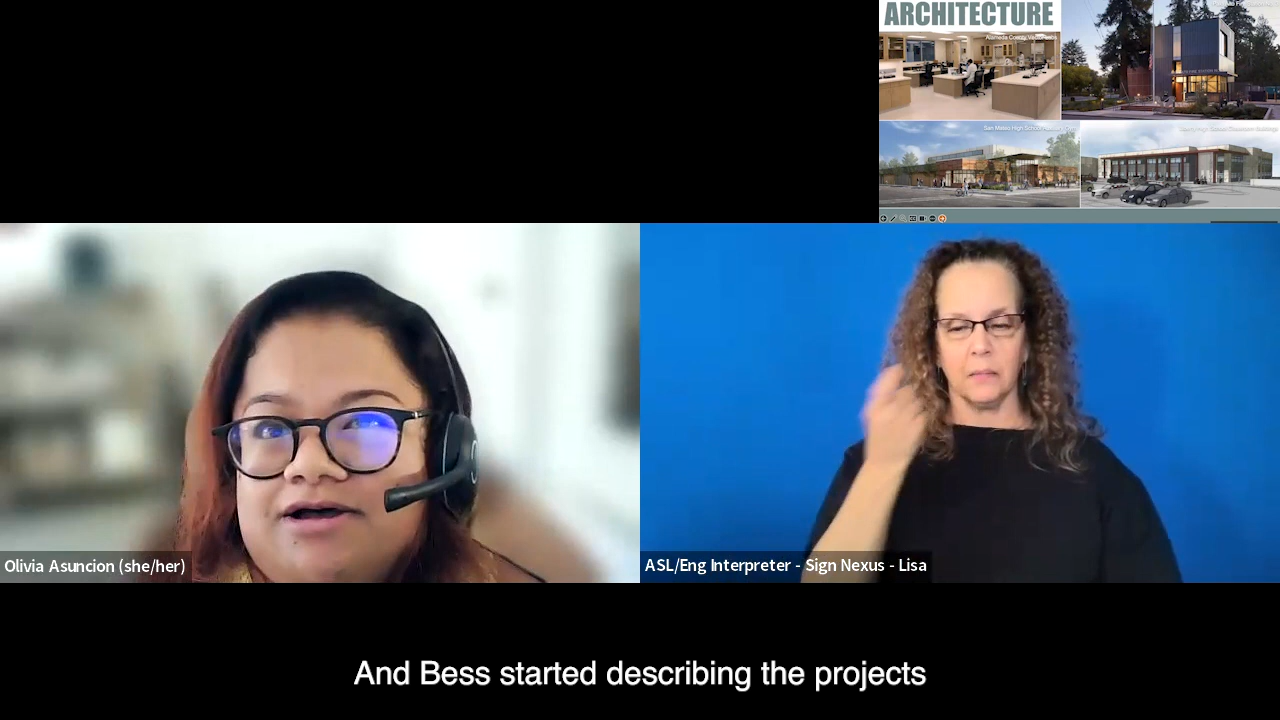 ARCHITECTURE
Olivia Asuncion (she/her)
ASL/Eng Interpreter - Sign Nexus - Lisa
And Bess started describing the projects